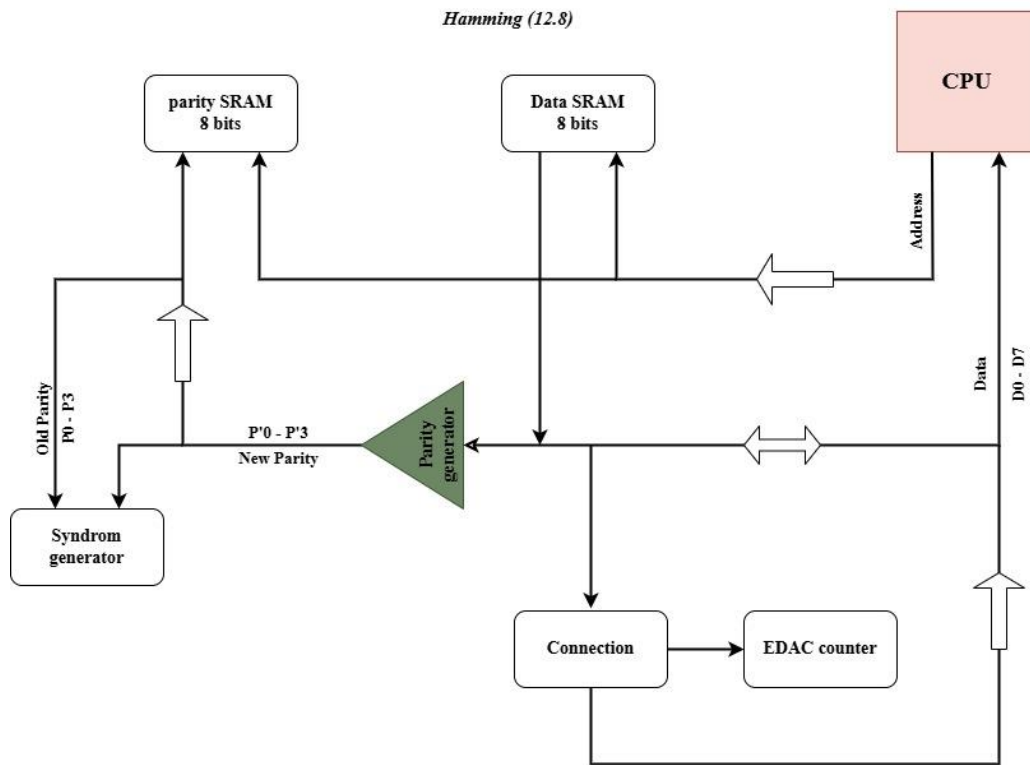 Hamming (12.8)
parity SRAM
8 bits
Data SRAM
8 bits
CPU
Address
Old Parity
P0 - P3
P'0 - P'3
New Parity
Parity
generator
Data
D0 - D7
Syndrom
generator
Connection
EDAC counter